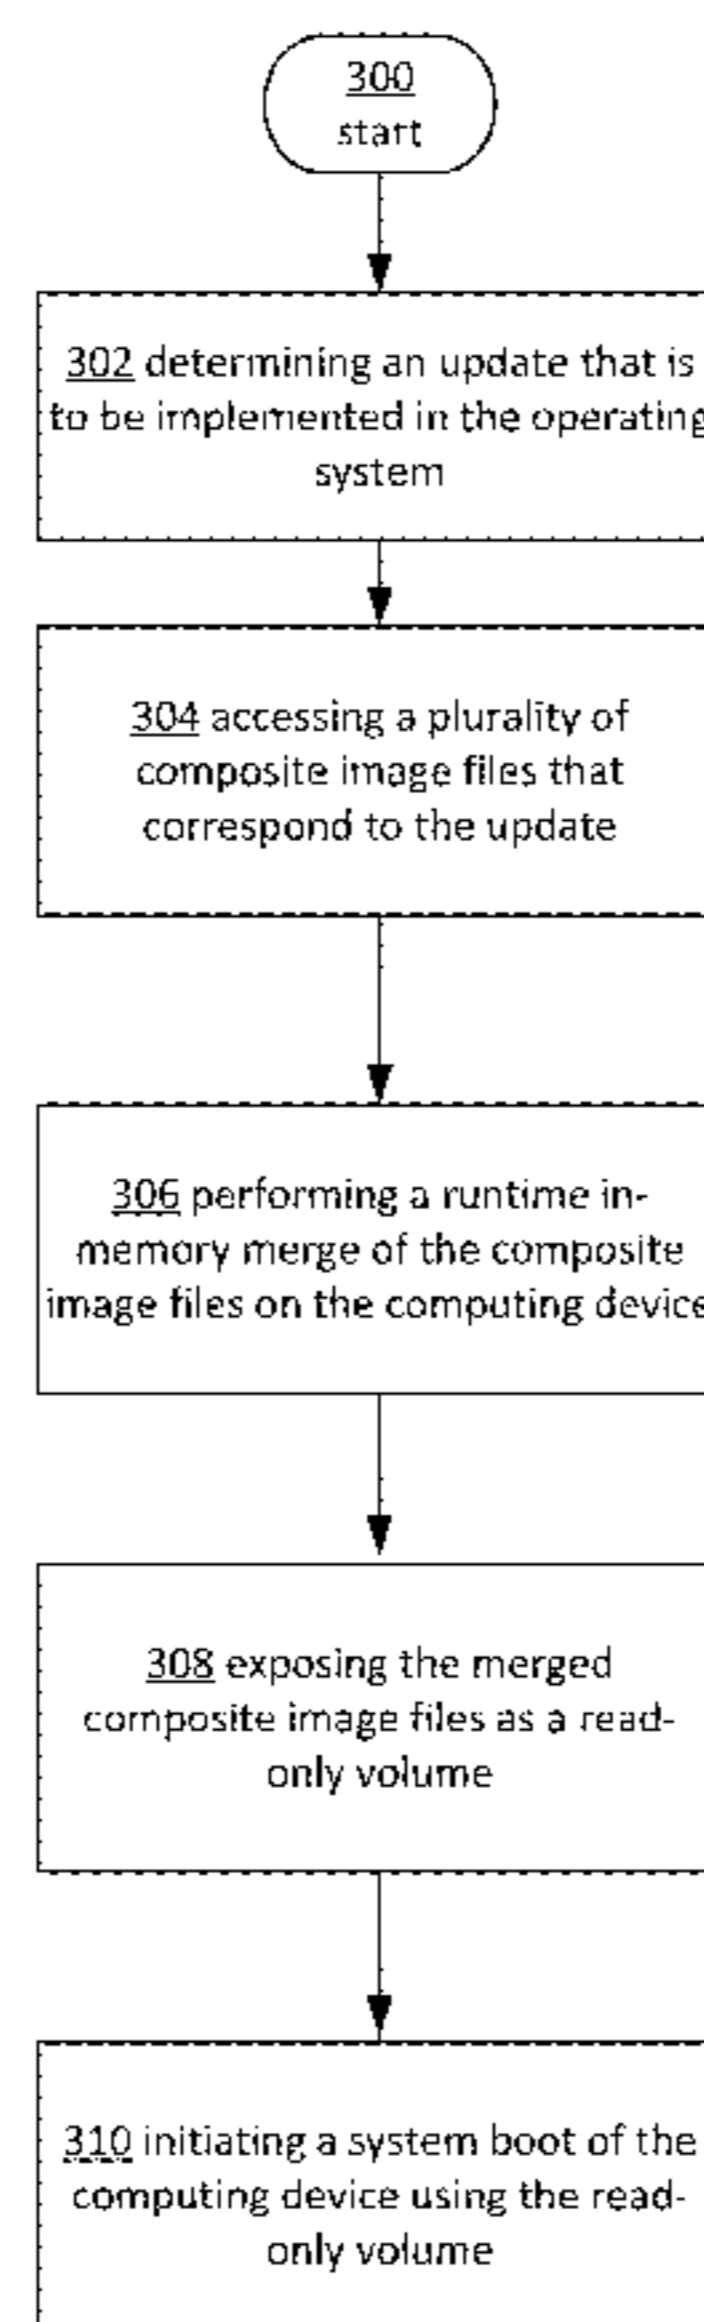 300
start
302 determining an update that is
to be implemented in the operating
system
304 accessing a plurality of
composite image files that
correspond to the update
306 performing a runtime in-
memory merge of the composite
image files on the computing device
308 exposing the merged
composite image files as a read-
only volume
310 initiating a system boot of the
computing device using the read-
only volume